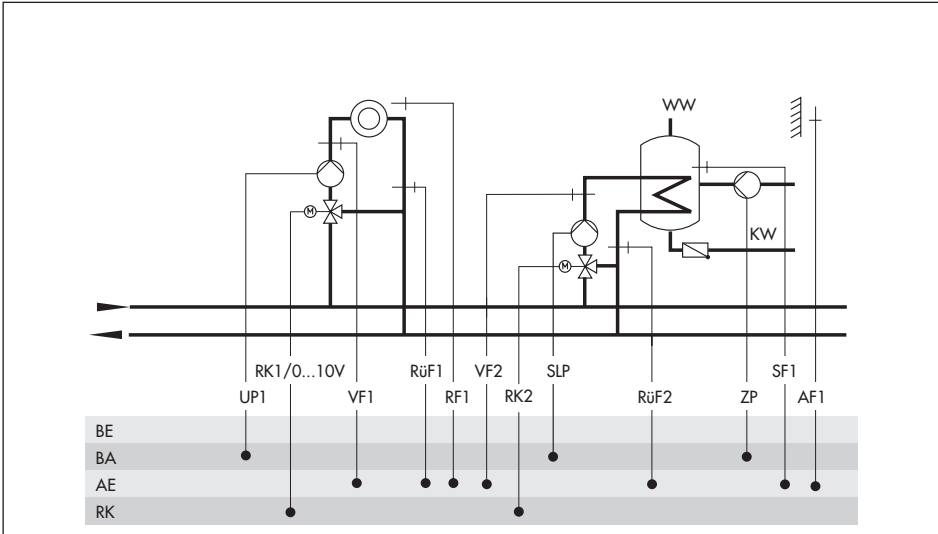 WW
M
KW
M
RK1/0...10V RüF1 VF2 SLP SF1
UP1 VF1 RF1 RK2 RüF2 ZP AF1
BE
BA
AE
RK